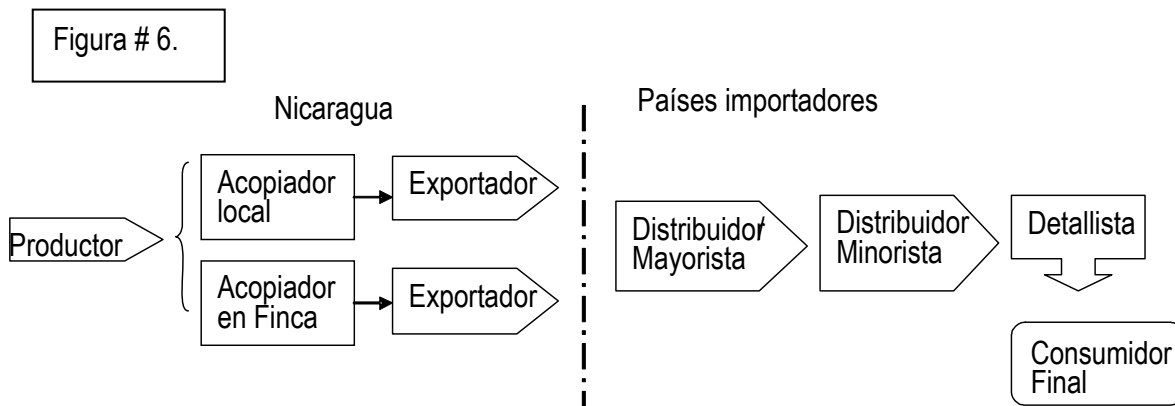 Figura # 6.
Nicaragua
Países importadores
Productor
Acopiador
local
Exportador
Acopiador
en Finca
Exportador
Distribuidor/
Mayorista
Distribuidor
Minorista
Detallista
Consumidor
Final